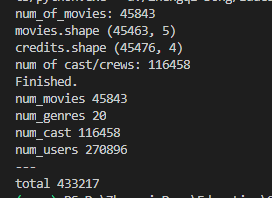 num_of_movies: 45843
movies.shape (45463, 5)
credits.shape (45476, 4)
num of cast/crews: 116458
Finished.
num_movies 45843
num_genres 20
num_cast 116458
num_users 270896
---
total 433217